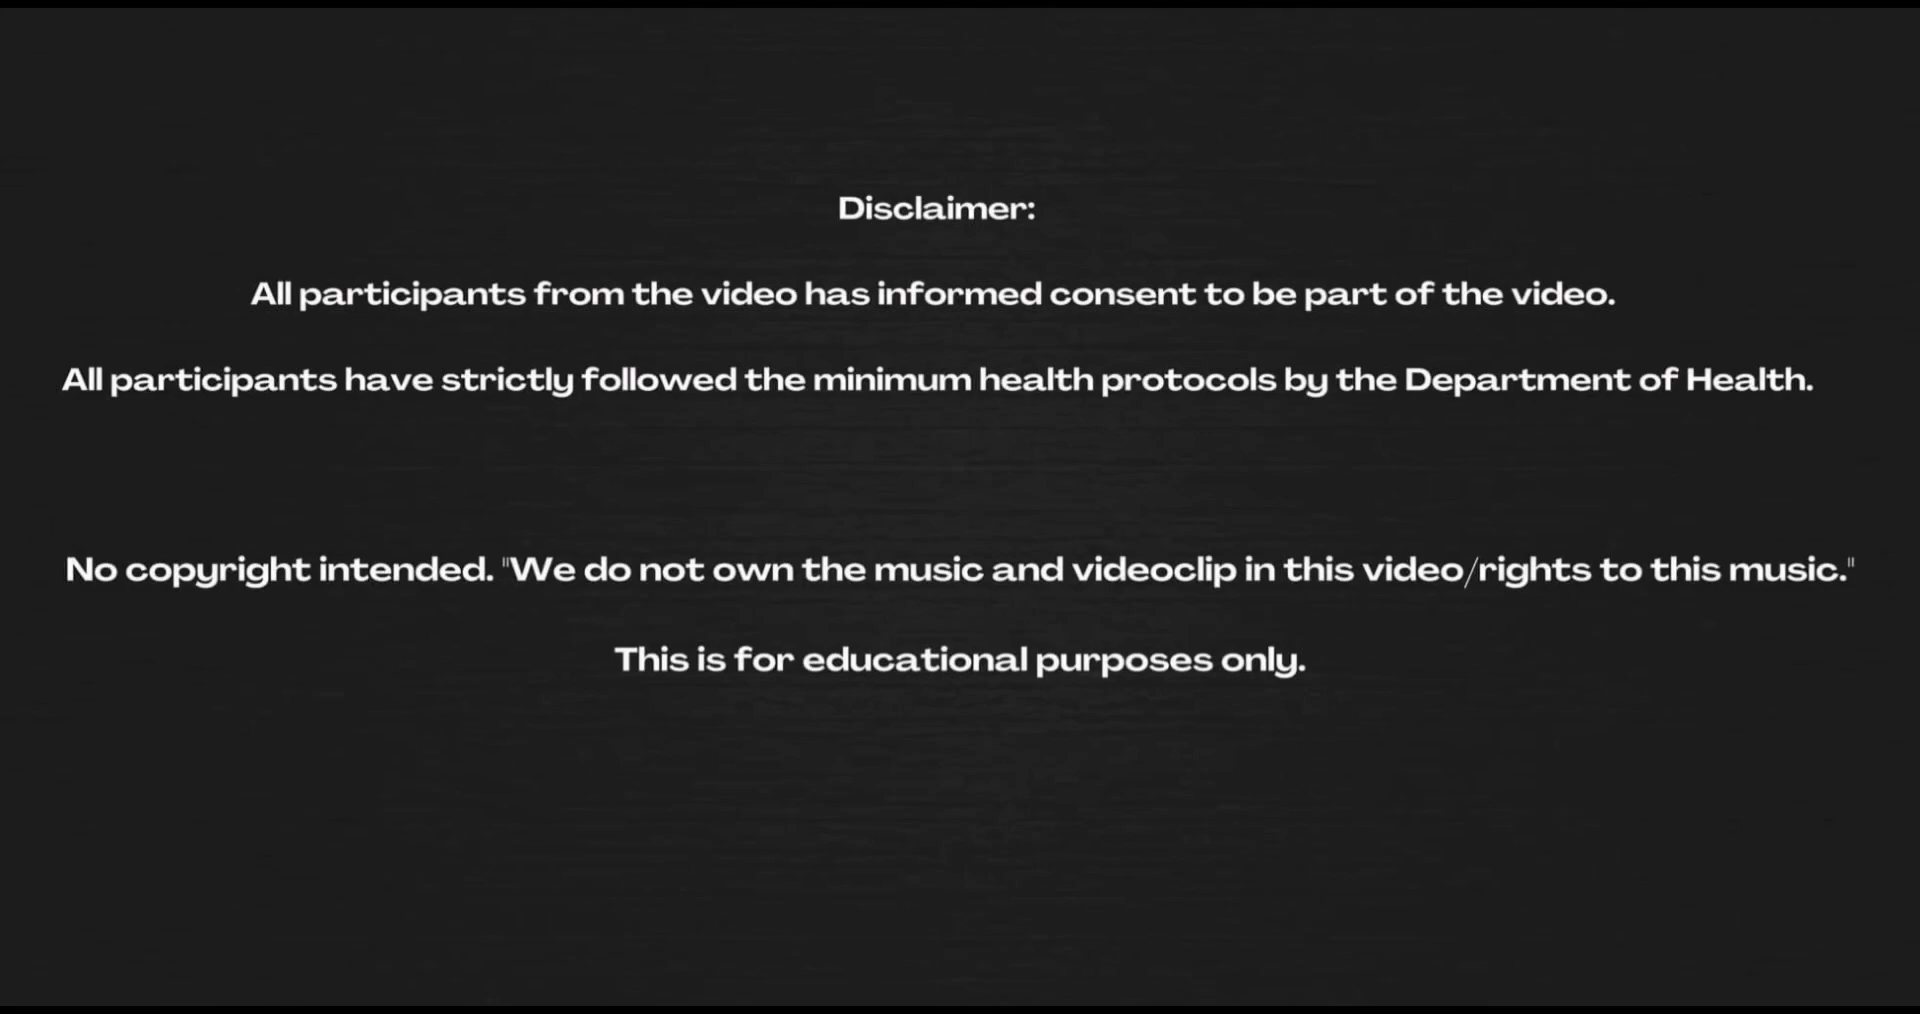 Disclaimer:
All participants from the video has informed consent to be part of the video.
All participants have strictly followed the minimum health protocols by the Department of Health.
No copyright intended. "We do not own the music and videoclip in this video/rights to this music."
This is for educational purposes only.